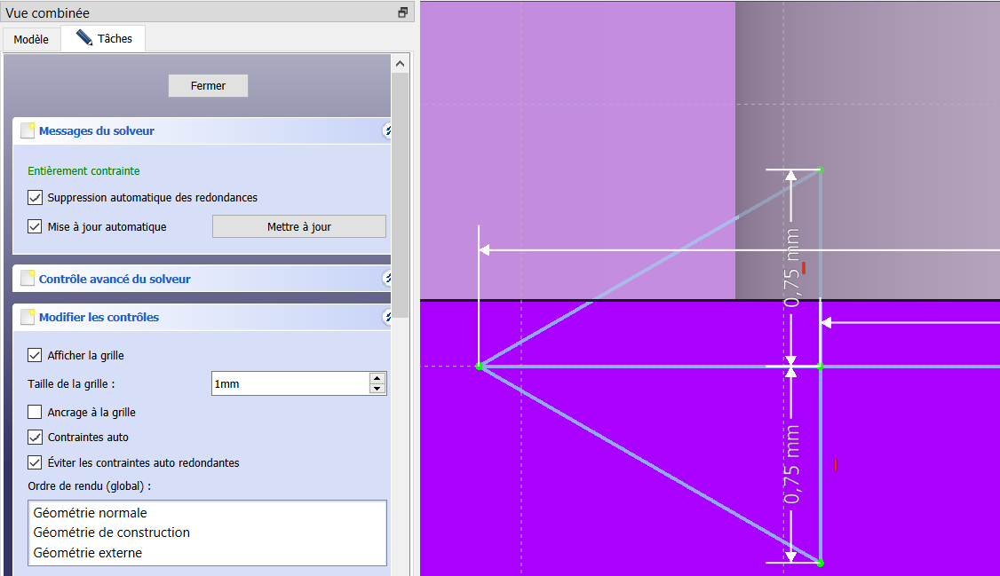 Vue combinée
Modèle
Tâches
Fermer
Messages du solveur
Entièrement contrainte
Suppression automatique des redondances
Mise à jour automatique
Mettre à jour
Contrôle avancé du solveur
Modifier les contrôles
Afficher la grille
Taille de la grille :
1mm
Ancrage à la grille
Contraintes auto
Éviter les contraintes auto redondantes
Ordre de rendu (global) :
Géométrie normale
Géométrie de construction
Géométrie externe
0,75 mm
0,75 mm